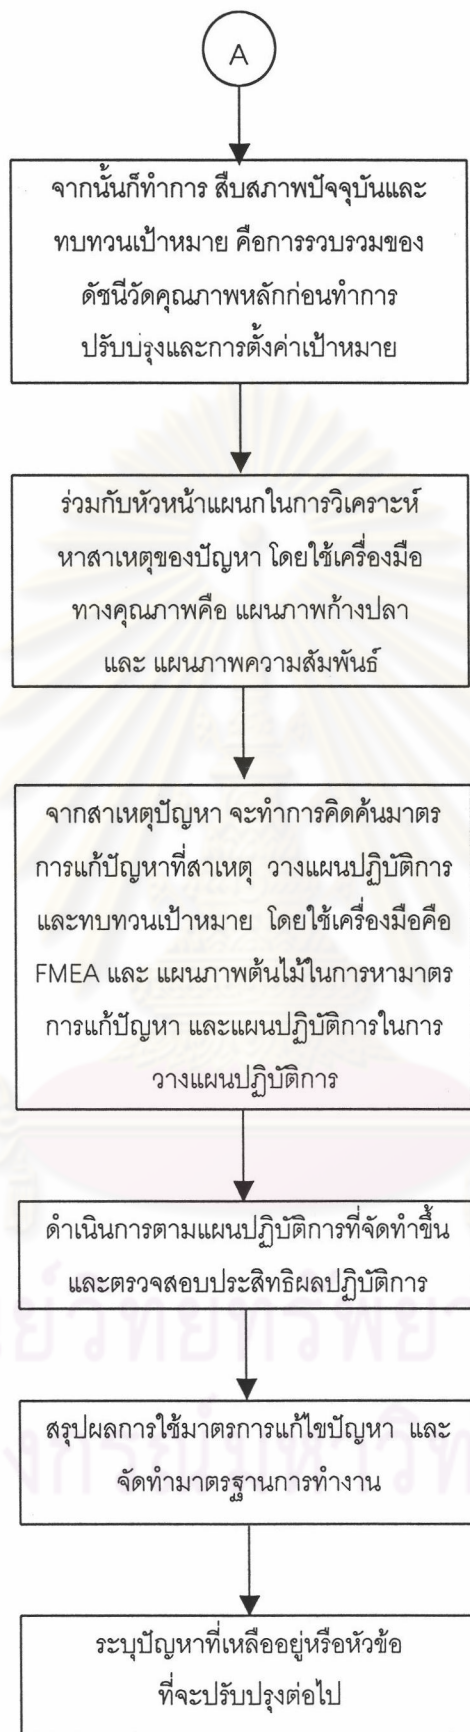 A
จากนั้นก็ทำการ สืบสภาพปัจจุบันและ
ทบทวนเป้าหมาย คือการรวบรวมของ
ดัชนีวัดคุณภาพหลักก่อนทำการ
ปรับปรุงและการตั้งค่าเป้าหมาย
ร่วมกับหัวหน้าแผนกในการวิเคราะห์
หาสาเหตุของปัญหา โดยใช้เครื่องมือ
ทางคุณภาพคือ แผนภาพก้างปลา
และ แผนภาพความสัมพันธ์
จากสาเหตุปัญหา จะทำการคิดค้นมาตร
การแก้ปัญหาที่สาเหตุ วางแผนปฏิบัติการ
และทบทวนเป้าหมาย โดยใช้เครื่องมือคือ
FMEA และ แผนภาพต้นไม้ในการหามาตร
การแก้ปัญหา และแผนปฏิบัติการในการ
วางแผนปฏิบัติการ
ดำเนินการตามแผนปฏิบัติการที่จัดทำขึ้น
และตรวจสอบประสิทธิผลปฏิบัติการ
สรุปผลการใช้มาตรการแก้ไขปัญหา และ
จัดทำมาตรฐานการทำงาน
ระบุปัญหาที่เหลืออยู่หรือหัวข้อ
ที่จะปรับปรุงต่อไป